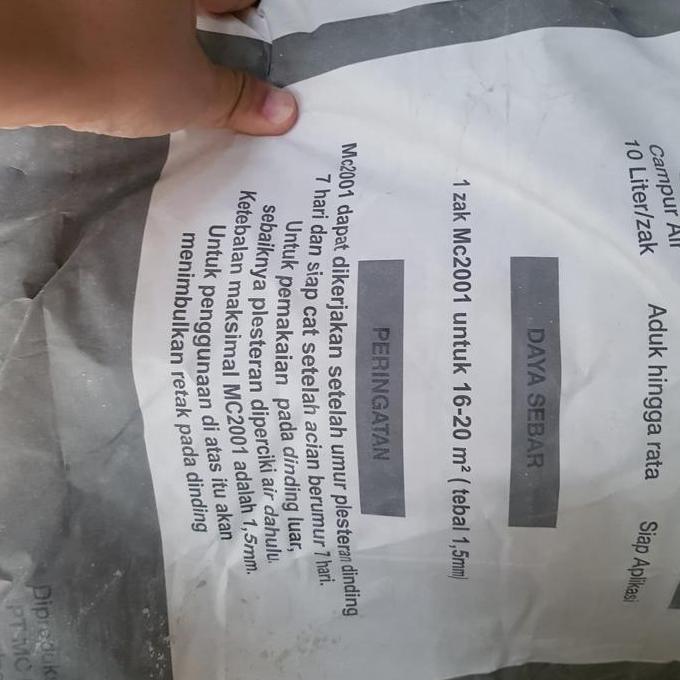 Campur Air
10 Liter/zak
Aduk hingga rata
Siap Aplikasi
DAYA SEBAR
1 zak Mc2001 untuk 16-20 m² ( tebal 1,5mm)
PERINGATAN
Mc2001 dapat dikerjakan setelah umur plesteran dinding
7 hari dan siap cat setelah acian berumur 7 hari.
Untuk pemakaian pada dinding luar,
sebaiknya plesteran diperciki air dahulu.
Ketebalan maksimal MC2001 adalah 1,5mm.
Untuk penggunaan di atas itu akan
menimbulkan retak pada dinding